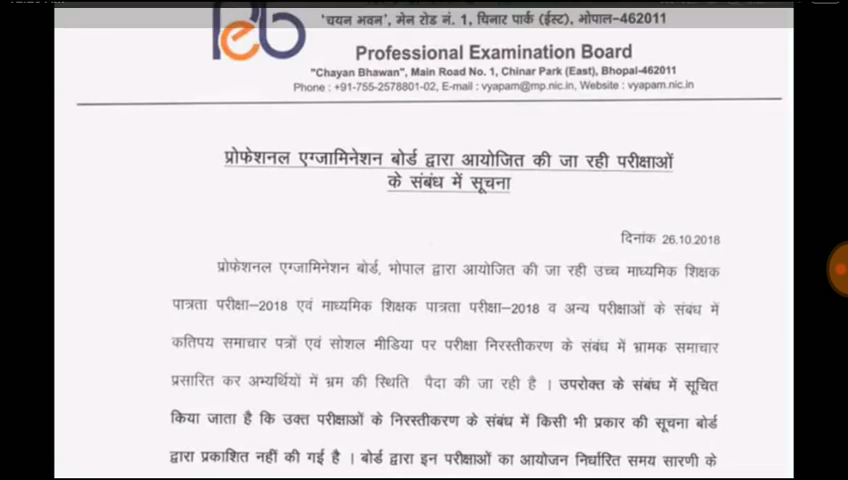 peb
'चयन भवन', मेन रोड नं. 1, चिनार पार्क (ईस्ट), भोपाल-462011
Professional Examination Board
"Chayan Bhawan", Main Road No. 1, Chinar Park (East), Bhopal-462011
Phone : +91-755-2578801-02, E-mail : vyapam@mp.nic.in, Website : vyapam.nic.in
प्रोफेशनल एग्जामिनेशन बोर्ड द्वारा आयोजित की जा रही परीक्षाओं
के संबंध में सूचना
दिनांक 26.10.2018
प्रोफेशनल एग्जामिनेशन बोर्ड, भोपाल द्वारा आयोजित की जा रही उच्च माध्यमिक शिक्षक
पात्रता परीक्षा–2018 एवं माध्यमिक शिक्षक पात्रता परीक्षा–2018 व अन्य परीक्षाओं के संबंध में
कतिपय समाचार पत्रों एवं सोशल मीडिया पर परीक्षा निरस्तीकरण के संबंध में भ्रामक समाचार
प्रसारित कर अभ्यर्थियों में भ्रम की स्थिति पैदा की जा रही है । उपरोक्त के संबंध में सूचित
किया जाता है कि उक्त परीक्षाओं के निरस्तीकरण के संबंध में किसी भी प्रकार की सूचना बोर्ड
द्वारा प्रकाशित नहीं की गई है । बोर्ड द्वारा इन परीक्षाओं का आयोजन निर्धारित समय सारणी के